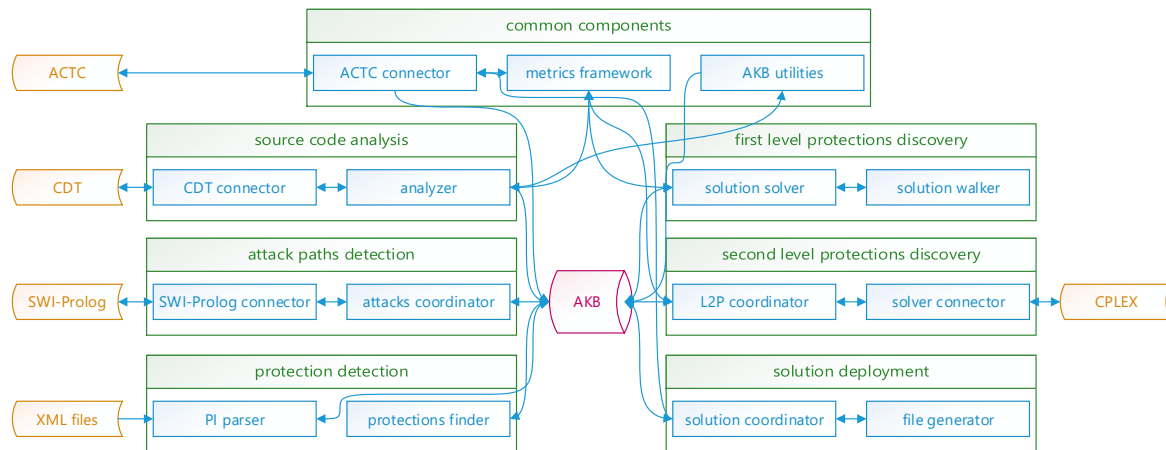 common components
ACTC
ACTC connector
metrics framework
AKB utilities
source code analysis
first level protections discovery
CDT
CDT connector
analyzer
solution solver
solution walker
attack paths detection
second level protections discovery
SWI-Prolog
SWI-Prolog connector
attacks coordinator
AKB
L2P coordinator
solver connector
CPLEX
protection detection
solution deployment
XML files
PI parser
protections finder
solution coordinator
file generator